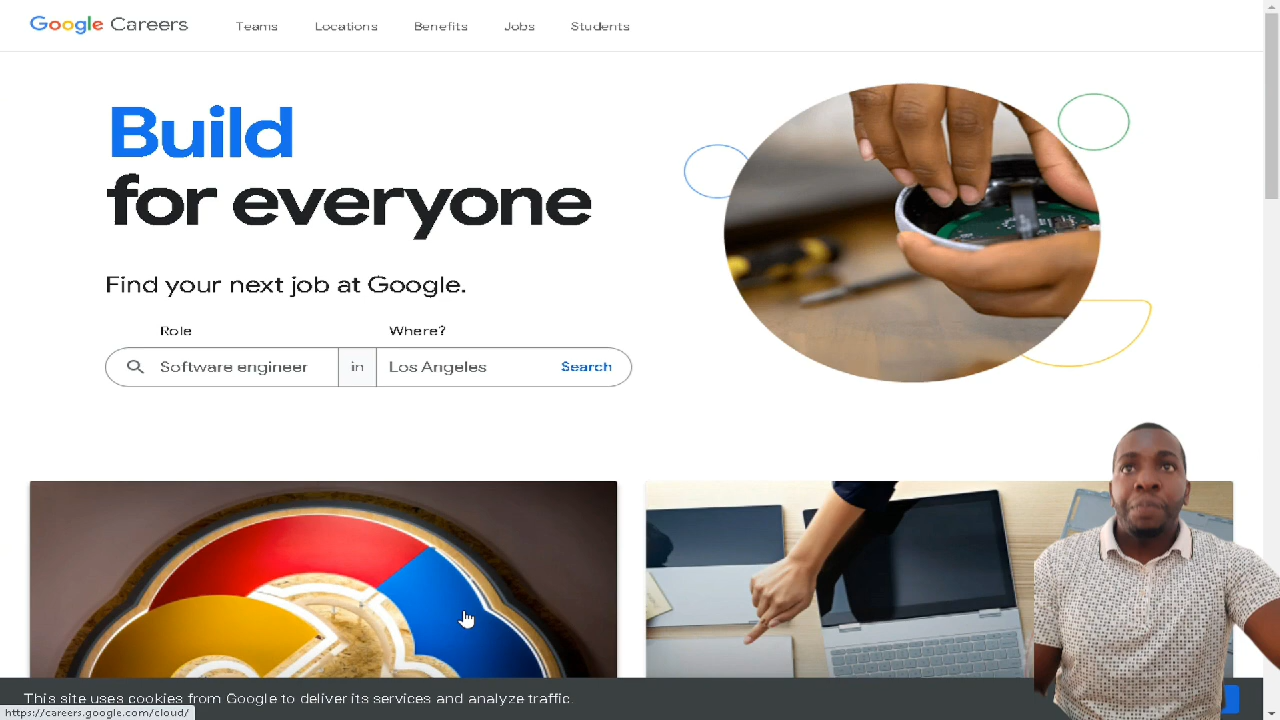 Google Careers
Teams
Locations
Benefits
Jobs
Students
Build
for everyone
Find your next job at Google.
Role
Where?
Software engineer
in
Los Angeles
Search
This site uses cookies from Google to deliver its services and analyze traffic.
https://careers.google.com/cloud/